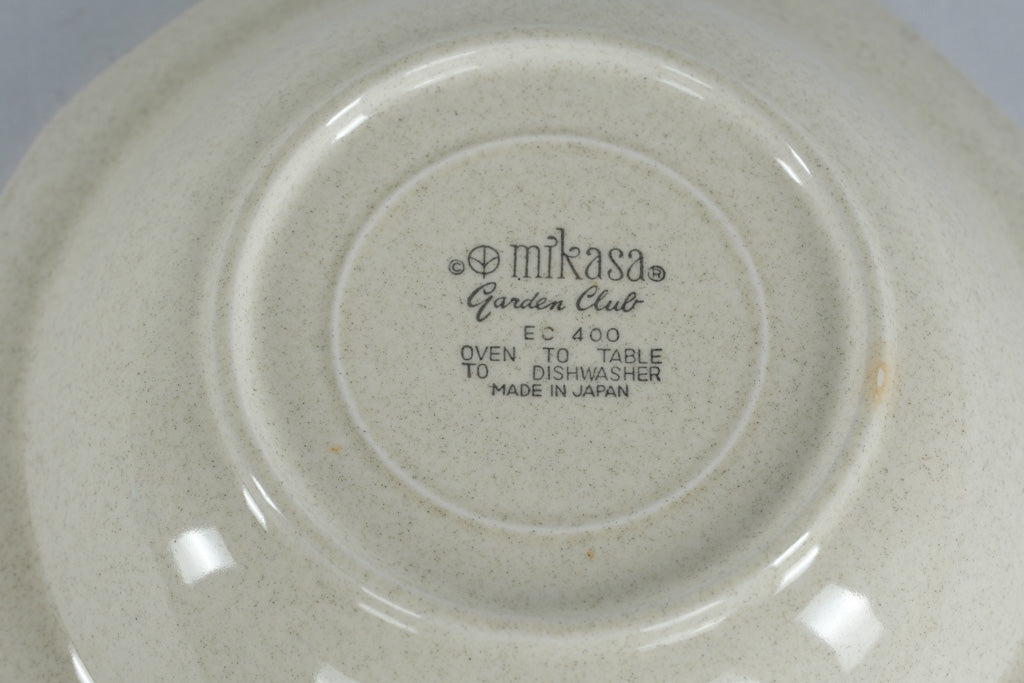 © mikasa®
Garden Club
EC 400
OVEN TO TABLE
TO DISHWASHER
MADE IN JAPAN